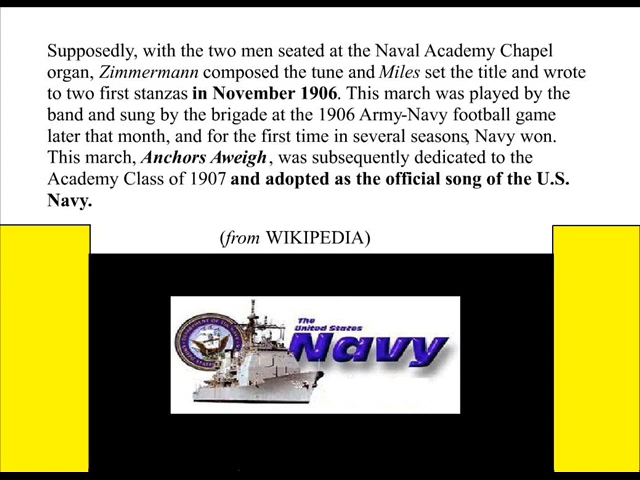 Supposedly, with the two men seated at the Naval Academy Chapel
organ, Zimmermann composed the tune and Miles set the title and wrote
to two first stanzas in November 1906. This march was played by the
band and sung by the brigade at the 1906 Army-Navy football game
later that month, and for the first time in several seasons, Navy won.
This march, Anchors Aweigh, was subsequently dedicated to the
Academy Class of 1907 and adopted as the official song of the U.S.
Navy.
(from WIKIPEDIA)
The
United States
Navy